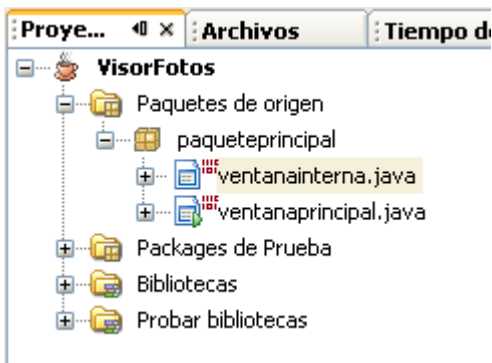 Proye... Archivos Tiempo de
VisorFotos
Paquetes de origen
paqueteprincipal
ventanainterna.java
ventanaprincipal.java
Packages de Prueba
Bibliotecas
Probar bibliotecas